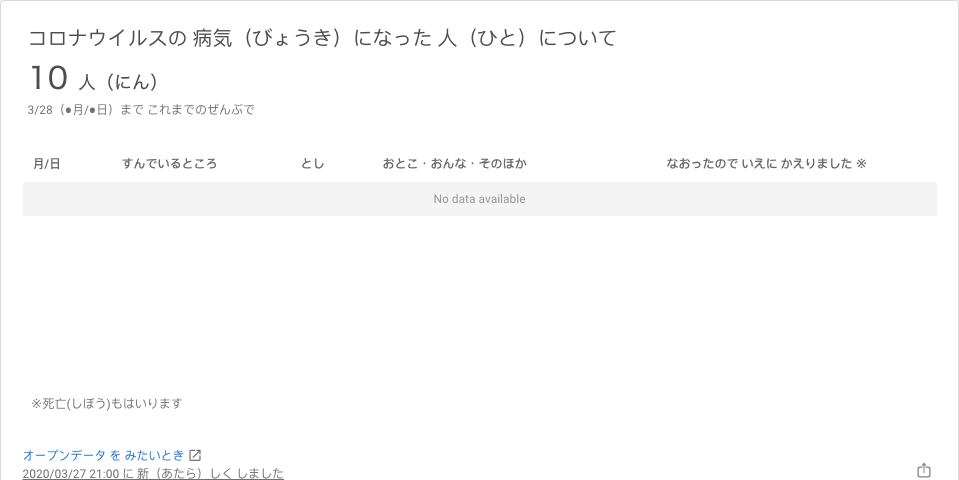 コロナウイルスの 病気（びょうき）になった 人（ひと）について
10 人（にん）
3/28（●月/●日）まで これまでのぜんぶで
月/日 すんでいるところ とし おとこ・おんな・そのほか なおったので いえに かえりました ※
No data available
※死亡(しぼう)もはいります
オープンデータ を みたいとき
2020/03/27 21:00 に 新（あたら）しく しました